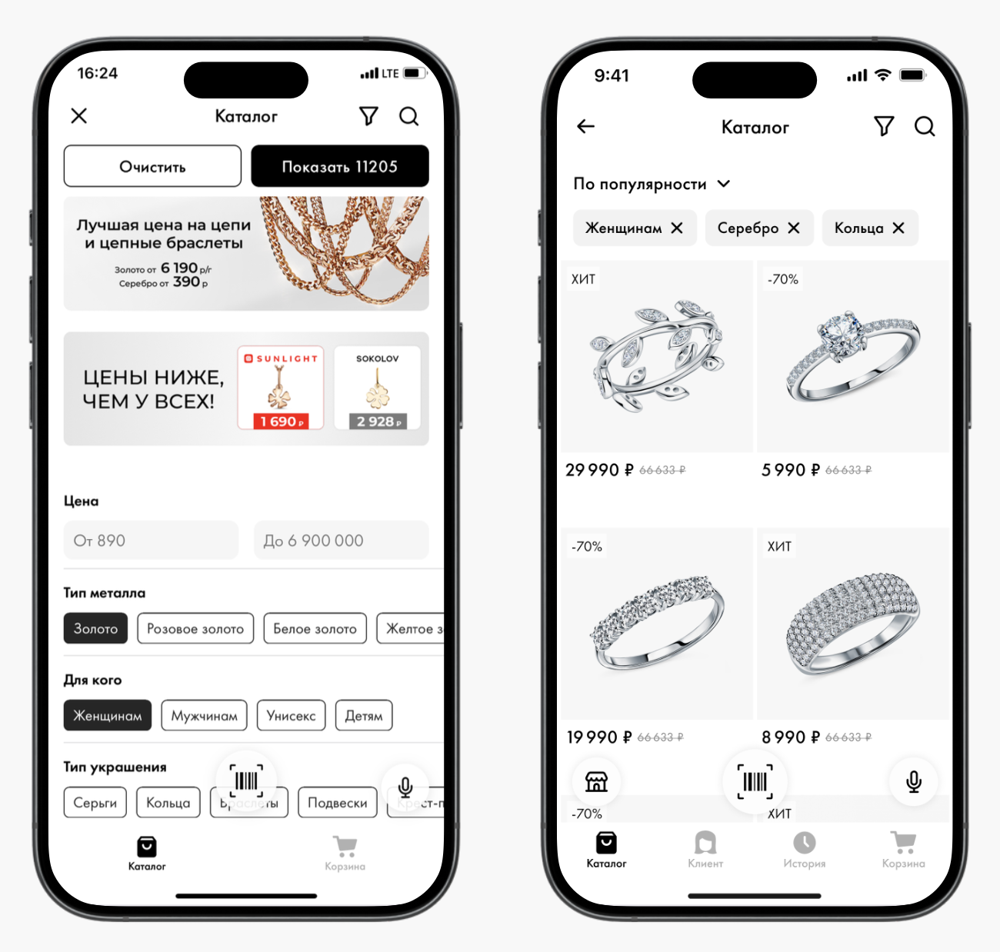 16:24
LTE
Каталог
Очистить
Показать 11205
Лучшая цена на цепи
и цепные браслеты
Золото от 6 190 р/г
Серебро от 390 р
ЦЕНЫ НИЖЕ,
ЧЕМ У ВСЕХ!
SUNLIGHT
1 690 ₽
SOKOLOV
2 928 ₽
Цена
От 890
До 6 900 000
Тип металла
Золото
Розовое золото
Белое золото
Желтое з
Для кого
Женщинам
Мужчинам
Унисекс
Детям
Тип украшения
Серьги
Кольца
Браслеты
Подвески
Крест-п
Каталог
Корзина
9:41
Каталог
По популярности
Женщинам
Серебро
Кольца
ХИТ
-70%
29 990 ₽ 66 633 ₽
5 990 ₽ 66 633 ₽
-70%
ХИТ
19 990 ₽ 66 633 ₽
8 990 ₽ 66 633 ₽
-70%
ХИТ
Каталог
Клиент
История
Корзина